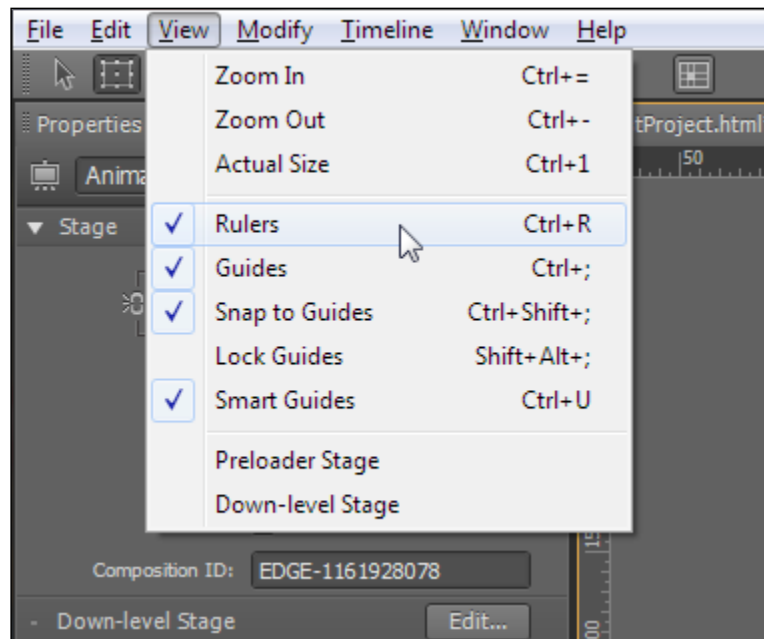 File Edit View Modify Timeline Window Help
Zoom In Ctrl+=
Zoom Out Ctrl+-
Actual Size Ctrl+1
Rulers Ctrl+R
Guides Ctrl+;
Snap to Guides Ctrl+Shift+;
Lock Guides Shift+Alt+;
Smart Guides Ctrl+U
Preloader Stage
Down-level Stage
Properties
tProject.html
50
Anima
Stage
Composition ID: EDGE-1161928078
- Down-level Stage Edit...